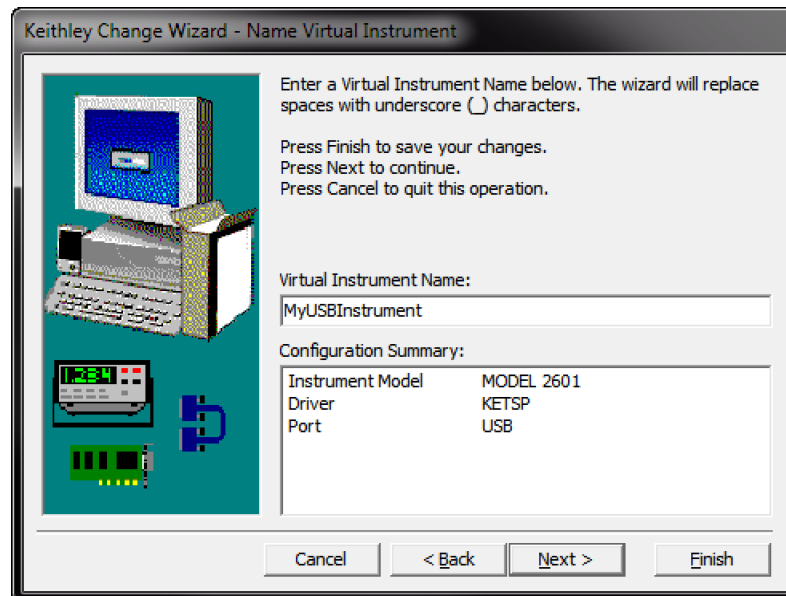 Keithley Change Wizard - Name Virtual Instrument
Enter a Virtual Instrument Name below. The wizard will replace
spaces with underscore (_) characters.
Press Finish to save your changes.
Press Next to continue.
Press Cancel to quit this operation.
Virtual Instrument Name:
MyUSBInstrument
Configuration Summary:
Instrument Model MODEL 2601
Driver KETSP
Port USB
1.234
Cancel < Back Next > Finish